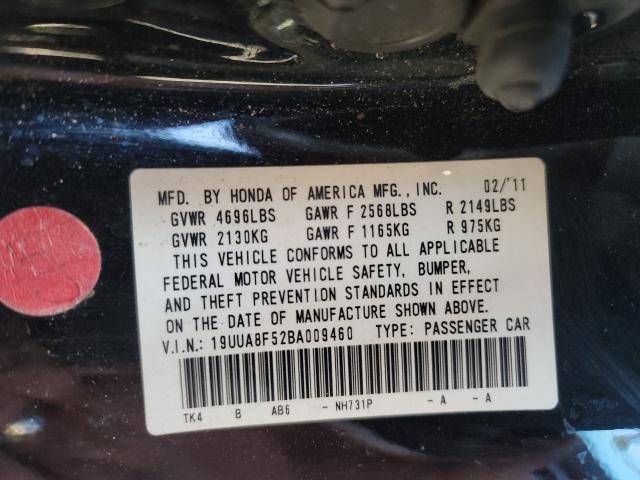 MFD. BY HONDA OF AMERICA MFG., INC. 02/'11
GVWR 4696LBS GAWR F 2568LBS R 2149LBS
GVWR 2130KG GAWR F 1165KG R 975KG
THIS VEHICLE CONFORMS TO ALL APPLICABLE
FEDERAL MOTOR VEHICLE SAFETY, BUMPER,
AND THEFT PREVENTION STANDARDS IN EFFECT
ON THE DATE OF MANUFACTURE SHOWN ABOVE.
V.I.N.: 19UUA8F52BA009460 TYPE: PASSENGER CAR
TK4 B AB6 - NH731P - A - A